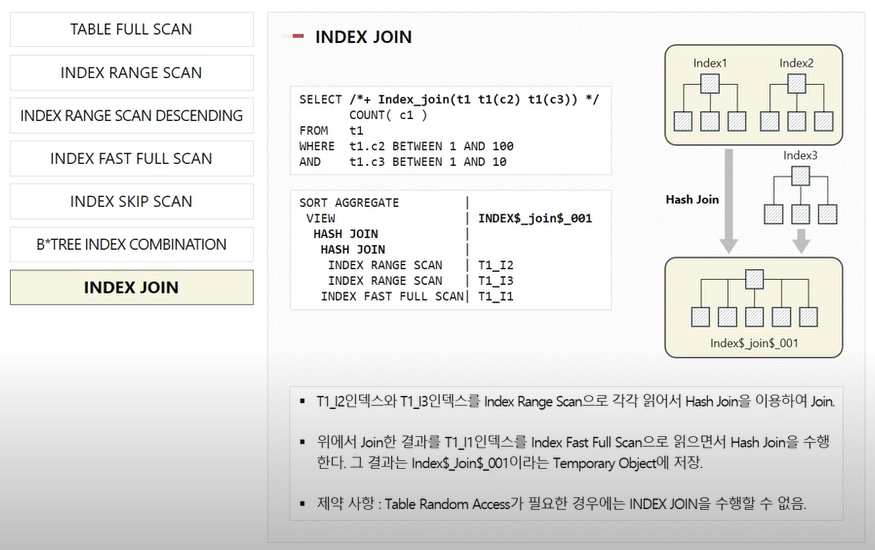 TABLE FULL SCAN
INDEX RANGE SCAN
INDEX RANGE SCAN DESCENDING
INDEX FAST FULL SCAN
INDEX SKIP SCAN
B*TREE INDEX COMBINATION
INDEX JOIN
INDEX JOIN
SELECT /*+ Index_join(t1 t1(c2) t1(c3)) */
COUNT( c1 )
FROM t1
WHERE t1.c2 BETWEEN 1 AND 100
AND t1.c3 BETWEEN 1 AND 10
SORT AGGREGATE |
VIEW | INDEX$_join$_001
HASH JOIN |
HASH JOIN |
INDEX RANGE SCAN | T1_I2
INDEX RANGE SCAN | T1_I3
INDEX FAST FULL SCAN| T1_I1
Index1 Index2
Index3
Hash Join
Index$_join$_001
▪ T1_I2인덱스와 T1_I3인덱스를 Index Range Scan으로 각각 읽어서 Hash Join을 이용하여 Join.
▪ 위에서 Join한 결과를 T1_I1인덱스를 Index Fast Full Scan으로 읽으면서 Hash Join을 수행
한다. 그 결과는 Index$_Join$_001이라는 Temporary Object에 저장.
▪ 제약 사항 : Table Random Access가 필요한 경우에는 INDEX JOIN을 수행할 수 없음.